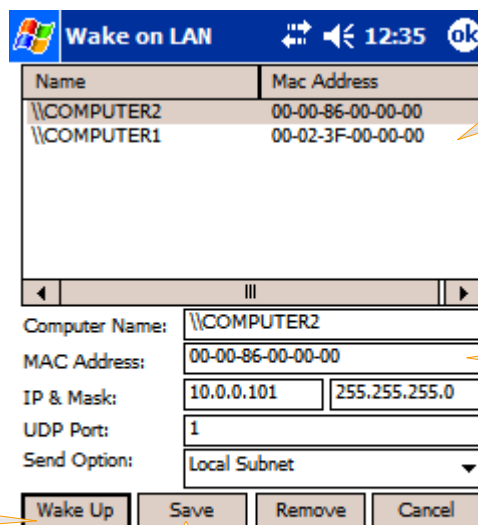 Wake on LAN 12:35 ok
Name Mac Address
\\COMPUTER2 00-00-86-00-00-00
\\COMPUTER1 00-02-3F-00-00-00
Computer Name: \\COMPUTER2
MAC Address: 00-00-86-00-00-00
IP & Mask: 10.0.0.101 255.255.255.0
UDP Port: 1
Send Option: Local Subnet
Wake Up Save Remove Cancel